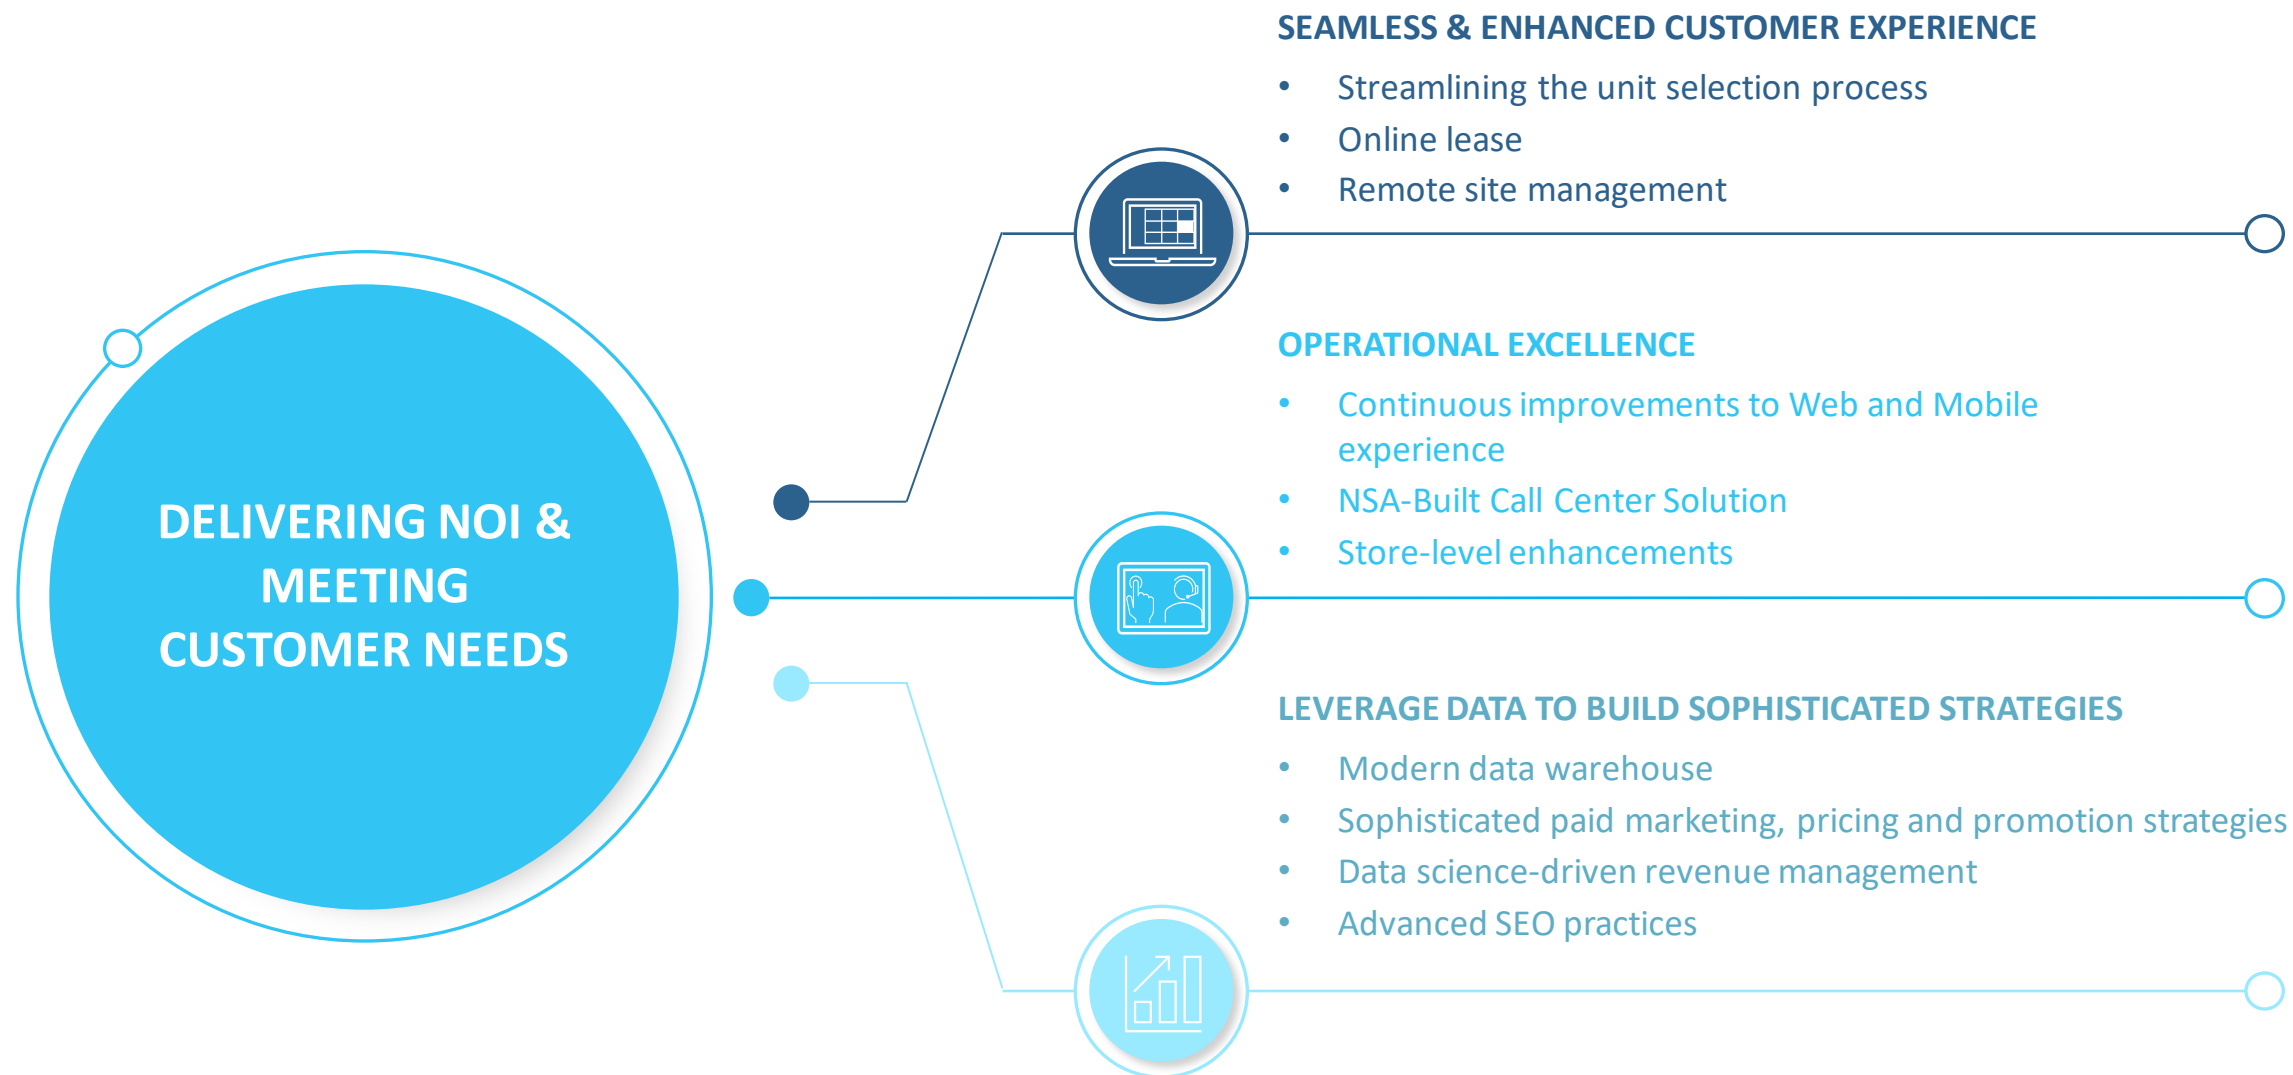 DELIVERING NOI &
MEETING
CUSTOMER NEEDS
SEAMLESS & ENHANCED CUSTOMER EXPERIENCE
• Streamlining the unit selection process
• Online lease
• Remote site management
OPERATIONAL EXCELLENCE
• Continuous improvements to Web and Mobile
experience
• NSA-Built Call Center Solution
• Store-level enhancements
LEVERAGE DATA TO BUILD SOPHISTICATED STRATEGIES
• Modern data warehouse
• Sophisticated paid marketing, pricing and promotion strategies
• Data science-driven revenue management
• Advanced SEO practices